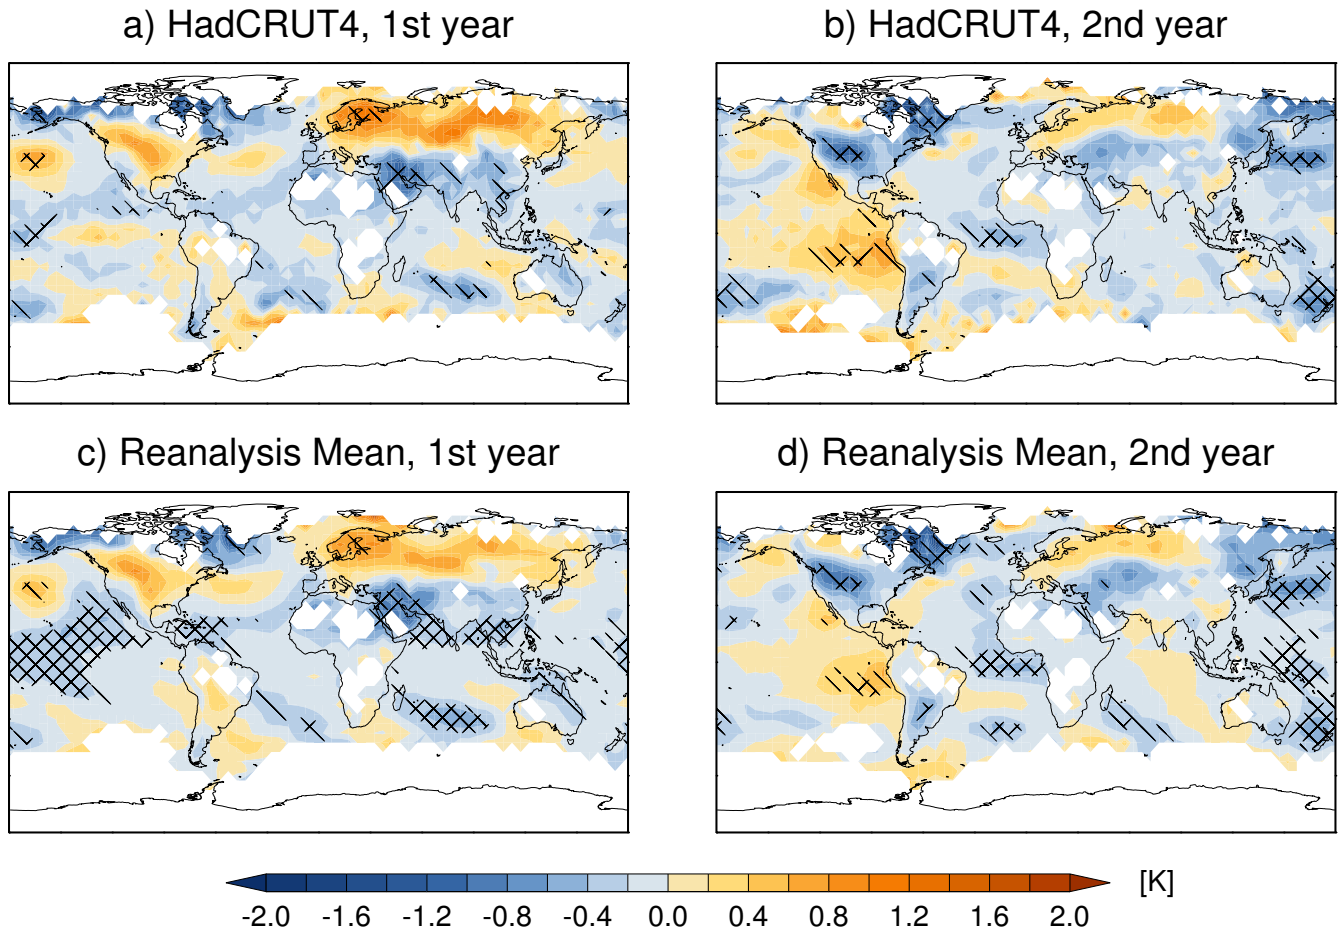 a) HadCRUT4, 1st year
b) HadCRUT4, 2nd year
c) Reanalysis Mean, 1st year
d) Reanalysis Mean, 2nd year
[K]
-2.0 -1.6 -1.2 -0.8 -0.4 0.0 0.4 0.8 1.2 1.6 2.0